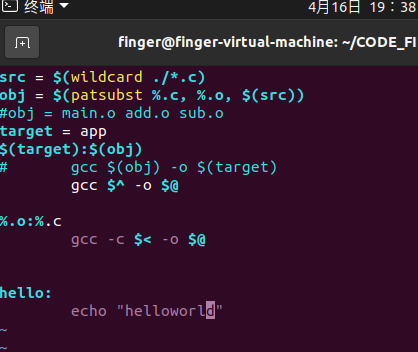 终端
4月16日 19：38
finger@finger-virtual-machine: ~/CODE_FI
src = $(wildcard ./*.c)
obj = $(patsubst %.c, %.o, $(src))
#obj = main.o add.o sub.o
target = app
$(target):$(obj)
#       gcc $(obj) -o $(target)
        gcc $^ -o $@
%.o:%.c
        gcc -c $< -o $@
hello:
        echo "helloworld"
~
~